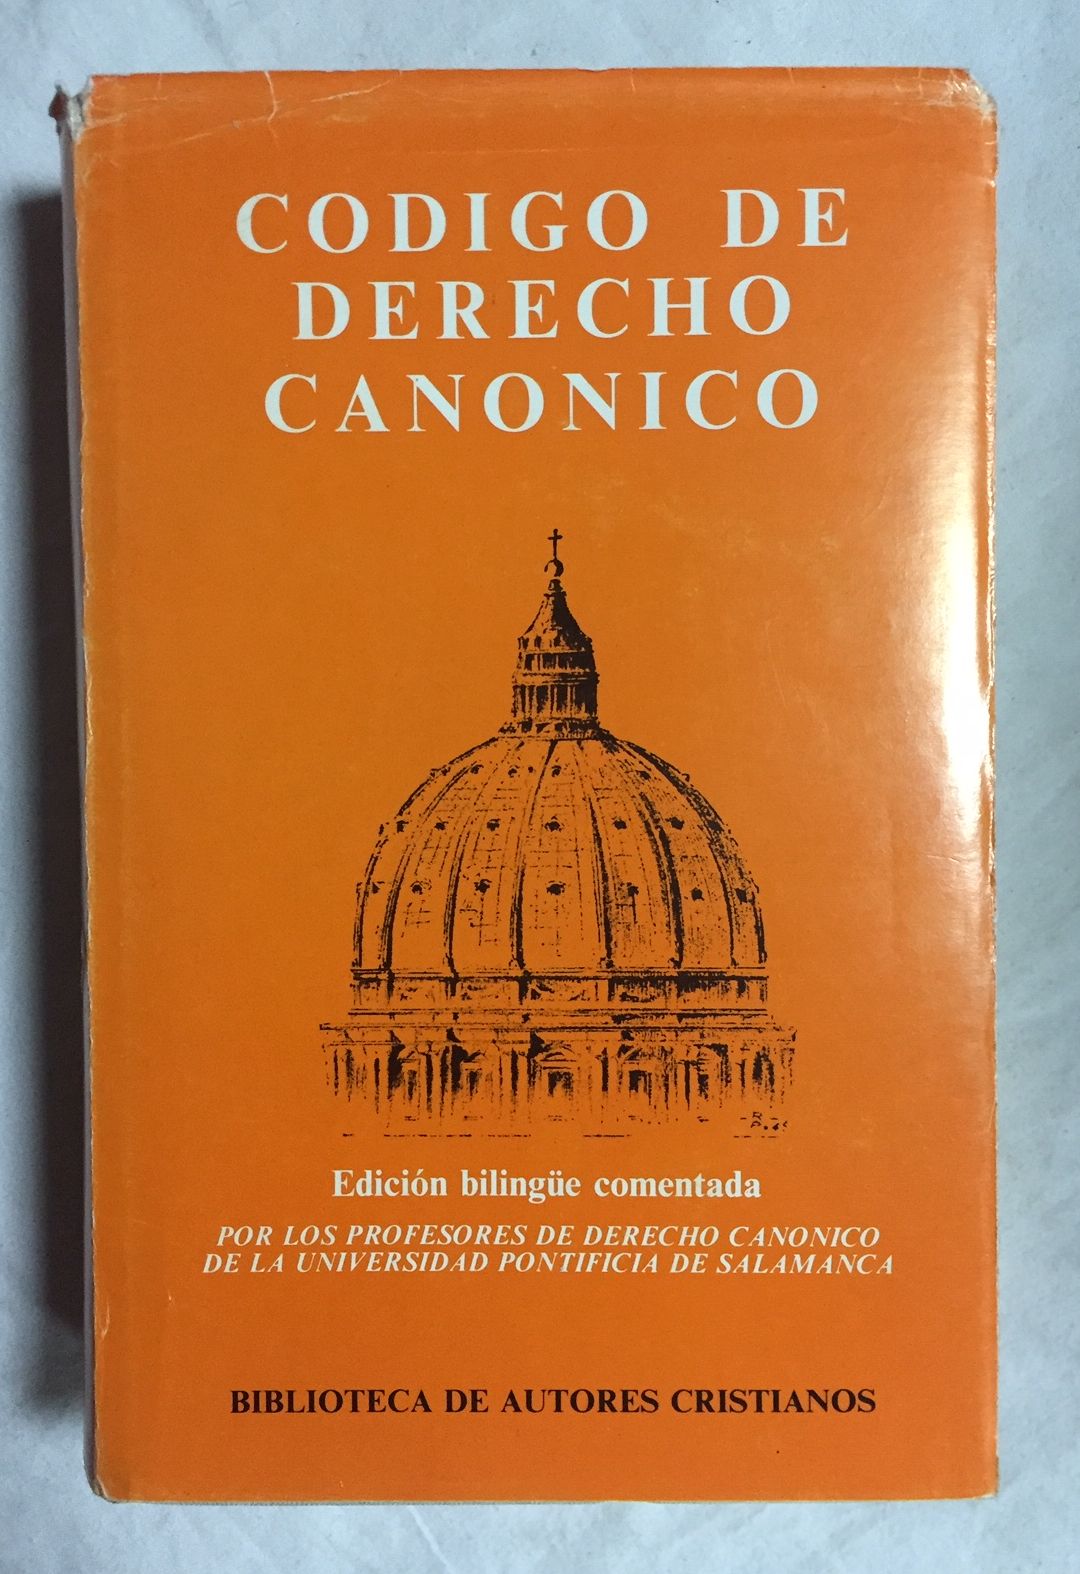 CODIGO DE
DERECHO
CANONICO
Edición bilingüe comentada
POR LOS PROFESORES DE DERECHO CANONICO
DE LA UNIVERSIDAD PONTIFICIA DE SALAMANCA
BIBLIOTECA DE AUTORES CRISTIANOS